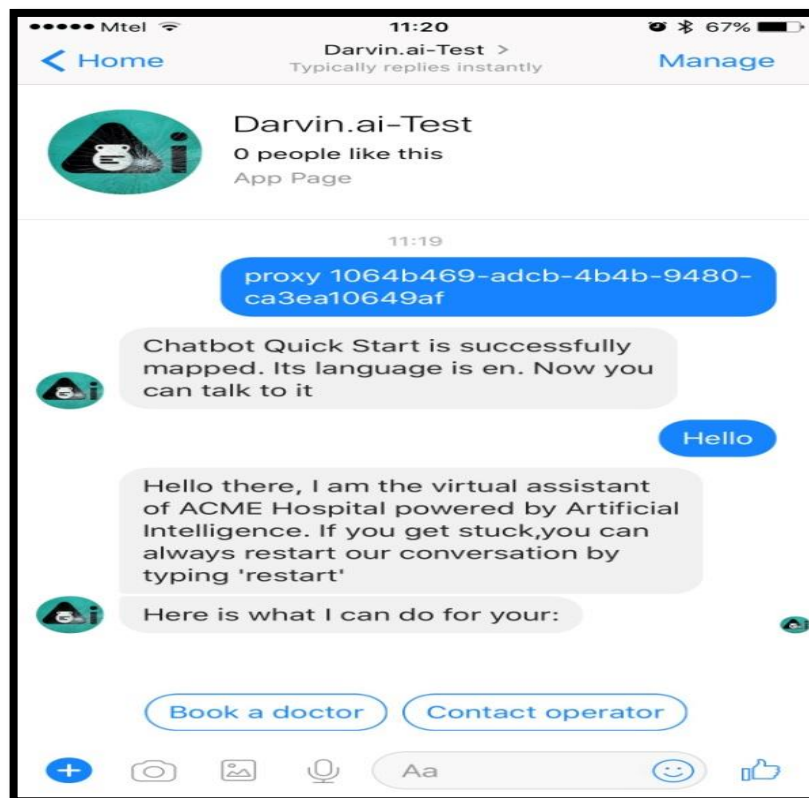 Mtel 11:20 67%
Home Darvin.ai-Test > Manage
Typically replies instantly
Darvin.ai-Test
0 people like this
App Page
11:19
proxy 1064b469-adcb-4b4b-9480-
ca3ea10649af
Chatbot Quick Start is successfully
mapped. Its language is en. Now you
can talk to it
Hello
Hello there, I am the virtual assistant
of ACME Hospital powered by Artificial
Intelligence. If you get stuck,you can
always restart our conversation by
typing 'restart'
Here is what I can do for your:
Book a doctor Contact operator
Aa